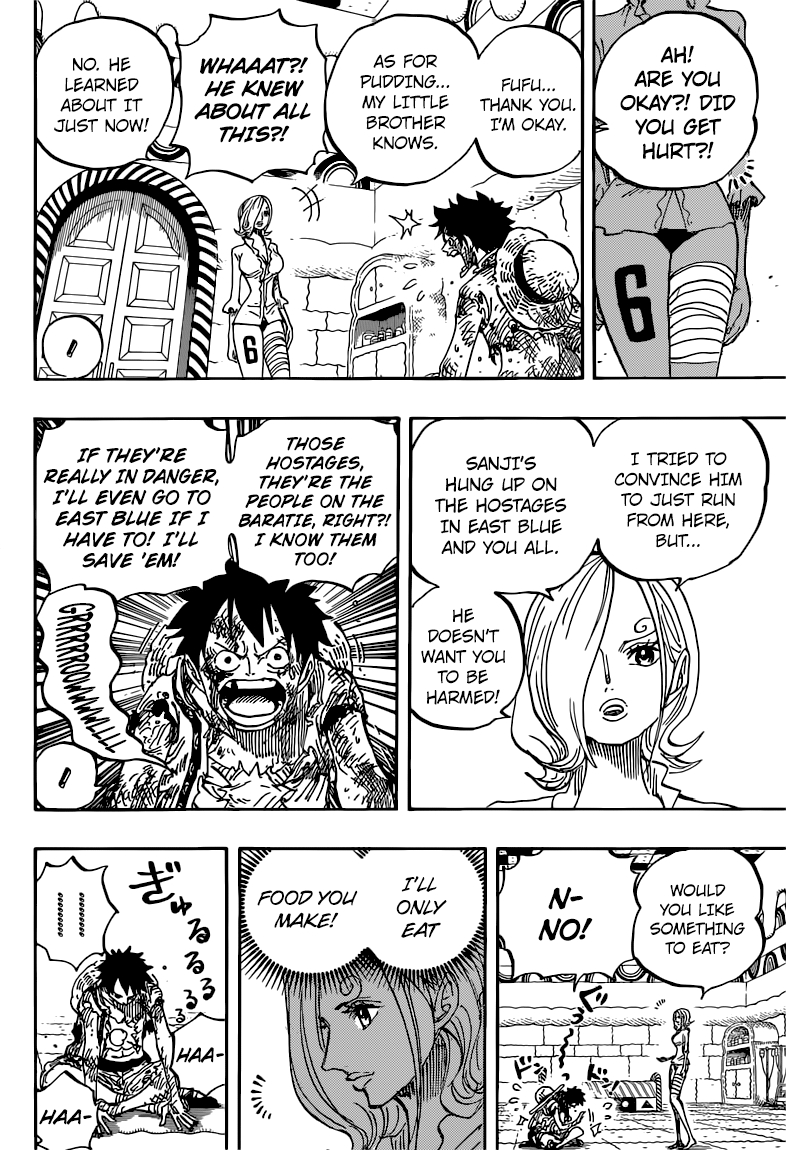 AH!
ARE YOU
OKAY?! DID
YOU GET
HURT?!
6
FUFU...
THANK YOU.
I'M OKAY.
AS FOR
PUDDING...
MY LITTLE
BROTHER
KNOWS.
WHAAAT?!
HE KNEW
ABOUT ALL
THIS?!
NO. HE
LEARNED
ABOUT IT
JUST NOW!
6
!
I TRIED TO
CONVINCE HIM
TO JUST RUN
FROM HERE,
BUT...
SANJI'S
HUNG UP ON
THE HOSTAGES
IN EAST BLUE
AND YOU ALL.
HE
DOESN'T
WANT YOU
TO BE
HARMED!
THOSE
HOSTAGES,
THEY'RE THE
PEOPLE ON THE
BARATIE, RIGHT?!
I KNOW THEM
TOO!
IF THEY'RE
REALLY IN DANGER,
I'LL EVEN GO TO
EAST BLUE IF I
HAVE TO! I'LL
SAVE 'EM!
!
WOULD
YOU LIKE
SOMETHING
TO EAT?
N-
NO!
ドン
ドン
I'LL
ONLY
EAT
FOOD YOU
MAKE!
ぎゅるるるる
HAA-
HAA-